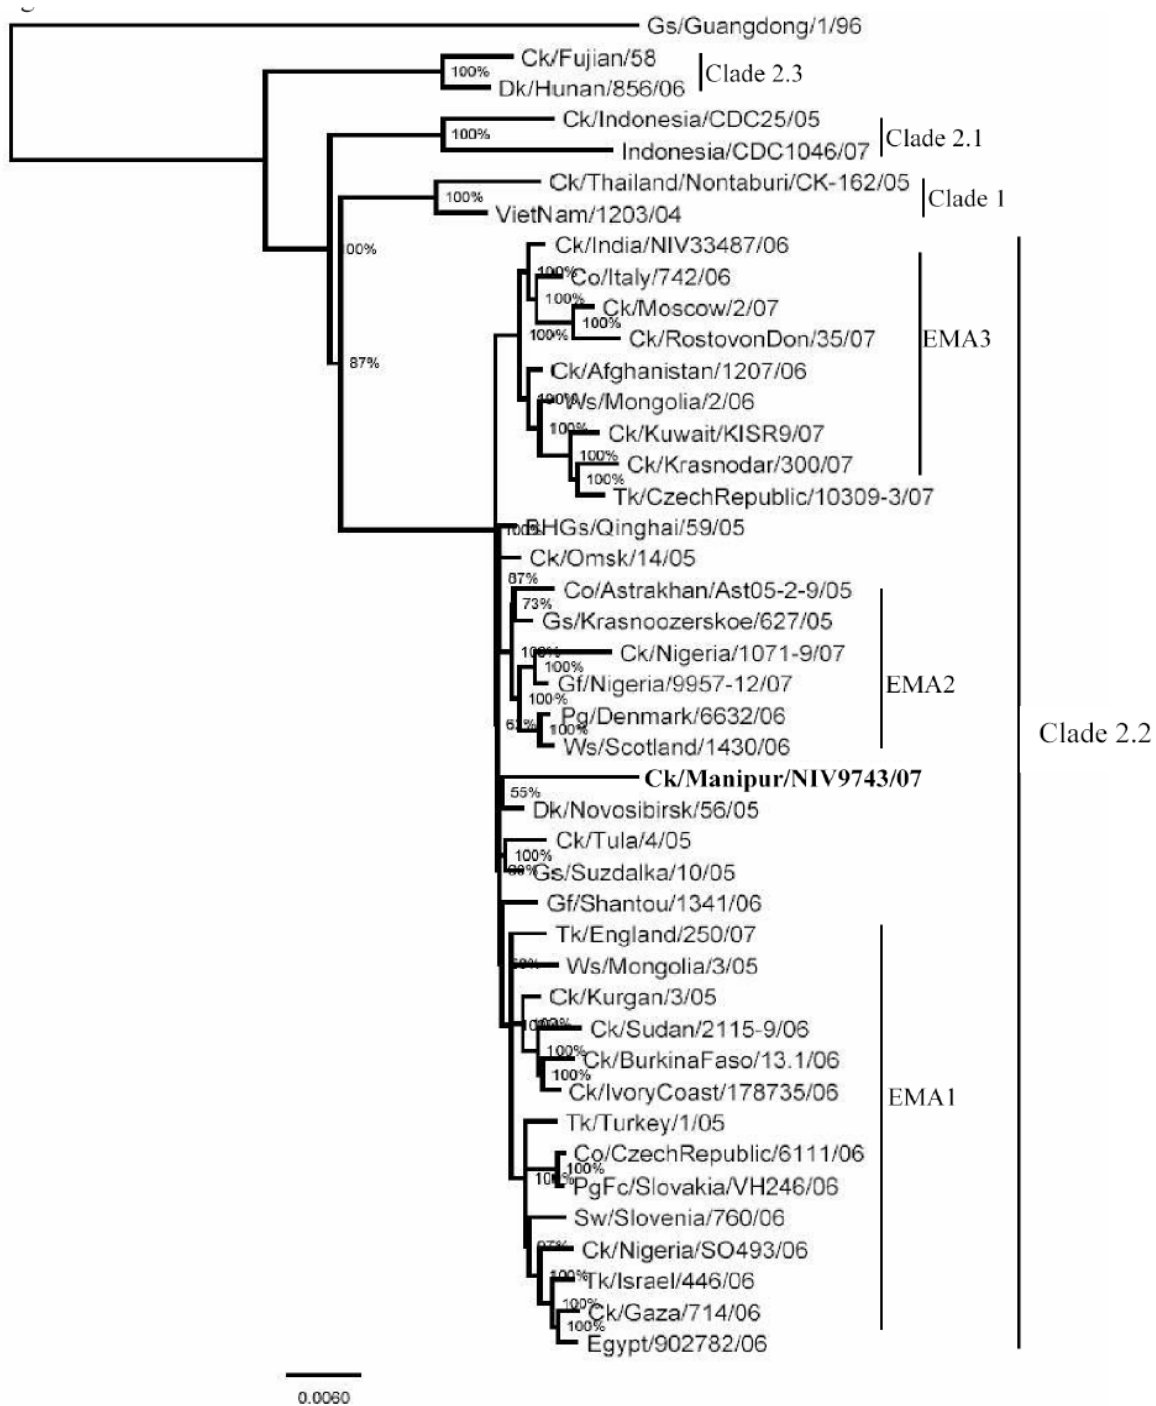 Gs/Guangdong/1/96
Ck/Fujian/58
100%
Clade 2.3
Dk/Hunan/856/06
Ck/Indonesia/CDC25/05
100%
Clade 2.1
Indonesia/CDC1046/07
Ck/Thailand/Nontaburi/CK-162/05
100%
Clade 1
VietNam/1203/04
Ck/India/NIV33487/06
00%
100%
Co/Italy/742/06
100%
Ck/Moscow/2/07
100%
100%
Ck/RostovonDon/35/07
EMA3
87%
Ck/Afghanistan/1207/06
100%
Ws/Mongolia/2/06
100%
Ck/Kuwait/KISR9/07
100%
Ck/Krasnodar/300/07
100%
Tk/CzechRepublic/10309-3/07
100%
BHGs/Qinghai/59/05
Ck/Omsk/14/05
87%
Co/Astrakhan/Ast05-2-9/05
73%
Gs/Krasnoozerskoe/627/05
100%
Ck/Nigeria/1071-9/07
100%
Gf/Nigeria/9957-12/07
EMA2
100%
Pg/Denmark/6632/06
100%
Clade 2.2
Ws/Scotland/1430/06
Ck/Manipur/NIV9743/07
55%
Dk/Novosibirsk/56/05
Ck/Tula/4/05
100%
Gs/Suzdalka/10/05
Gf/Shantou/1341/06
Tk/England/250/07
Ws/Mongolia/3/05
Ck/Kurgan/3/05
Ck/Sudan/2115-9/06
100%
Ck/BurkinaFaso/13.1/06
100%
Ck/IvoryCoast/178735/06
EMA1
Tk/Turkey/1/05
Co/CzechRepublic/6111/06
100%
100%
PgFc/Slovakia/VH246/06
Sw/Slovenia/760/06
97%
Ck/Nigeria/SO493/06
100%
Tk/Israel/446/06
100%
Ck/Gaza/714/06
100%
Egypt/902782/06
0.0060